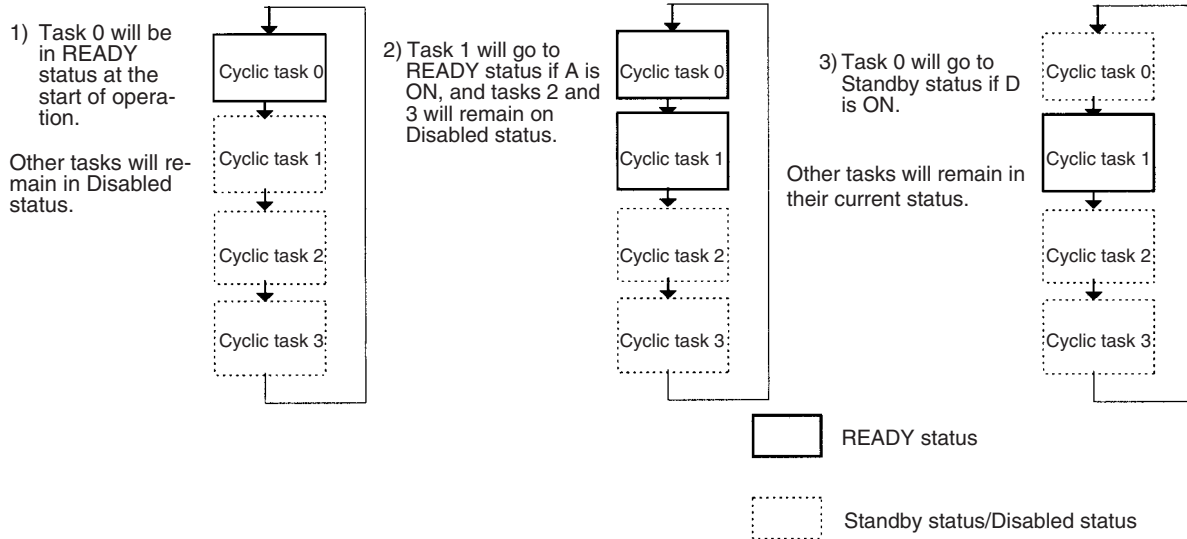 1) Task 0 will be
in READY
status at the
start of opera-
tion.
Other tasks will re-
main in Disabled
status.
Cyclic task 0
Cyclic task 1
Cyclic task 2
Cyclic task 3
2) Task 1 will go to
READY status if A is
ON, and tasks 2 and
3 will remain on
Disabled status.
Cyclic task 0
Cyclic task 1
Cyclic task 2
Cyclic task 3
3) Task 0 will go to
Standby status if D
is ON.
Other tasks will remain in
their current status.
Cyclic task 0
Cyclic task 1
Cyclic task 2
Cyclic task 3
READY status
Standby status/Disabled status